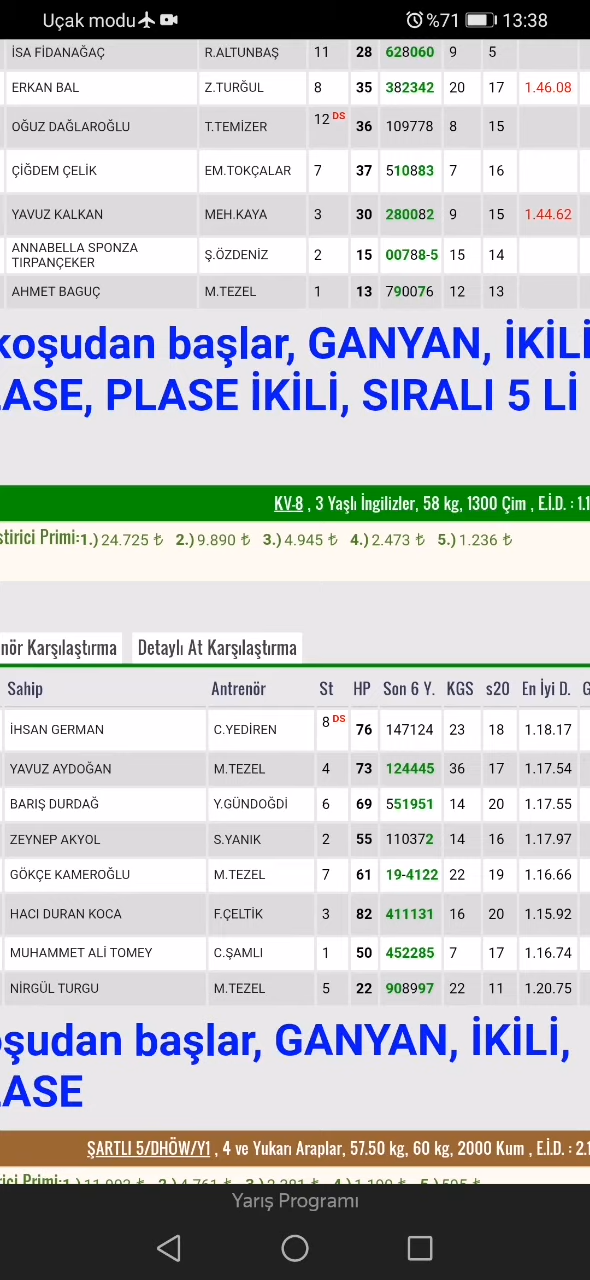 Uçak modu %71 13:38
İSA FİDANAĞAÇ R.ALTUNBAŞ 11 28 628060 9 5
ERKAN BAL Z.TURĞUL 8 35 382342 20 17 1.46.08
OĞUZ DAĞLAROĞLU T.TEMİZER 12 DS 36 109778 8 15
ÇİĞDEM ÇELİK EM.TOKÇALAR 7 37 510883 7 16
YAVUZ KALKAN MEH.KAYA 3 30 280082 9 15 1.44.62
ANNABELLA SPONZA
TIRPANÇEKER Ş.ÖZDENİZ 2 15 00788-5 15 14
AHMET BAGUÇ M.TEZEL 1 13 790076 12 13
koşudan başlar, GANYAN, İKİLİ
LASE, PLASE İKİLİ, SIRALI 5 Lİ
KV-8 , 3 Yaşlı İngilizler, 58 kg, 1300 Çim , E.İ.D. : 1.1
ştirici Primi:1.) 24.725 ₺ 2.) 9.890 ₺ 3.) 4.945 ₺ 4.) 2.473 ₺ 5.) 1.236 ₺
nör Karşılaştırma Detaylı At Karşılaştırma
Sahip Antrenör St HP Son 6 Y. KGS s20 En İyi D. G
İHSAN GERMAN C.YEDİREN 8 DS 76 147124 23 18 1.18.17
YAVUZ AYDOĞAN M.TEZEL 4 73 124445 36 17 1.17.54
BARIŞ DURDAĞ Y.GÜNDOĞDİ 6 69 551951 14 20 1.17.55
ZEYNEP AKYOL S.YANIK 2 55 110372 14 16 1.17.97
GÖKÇE KAMEROĞLU M.TEZEL 7 61 19-4122 22 19 1.16.66
HACI DURAN KOCA F.ÇELTİK 3 82 411131 16 20 1.15.92
MUHAMMET ALİ TOMEY C.ŞAMLI 1 50 452285 7 17 1.16.74
NİRGÜL TURGU M.TEZEL 5 22 908997 22 11 1.20.75
oşudan başlar, GANYAN, İKİLİ,
LASE
ŞARTLI 5/DHÖW/Y1 , 4 ve Yukarı Araplar, 57.50 kg, 60 kg, 2000 Kum , E.İ.D. : 2.1
Yarış Programı